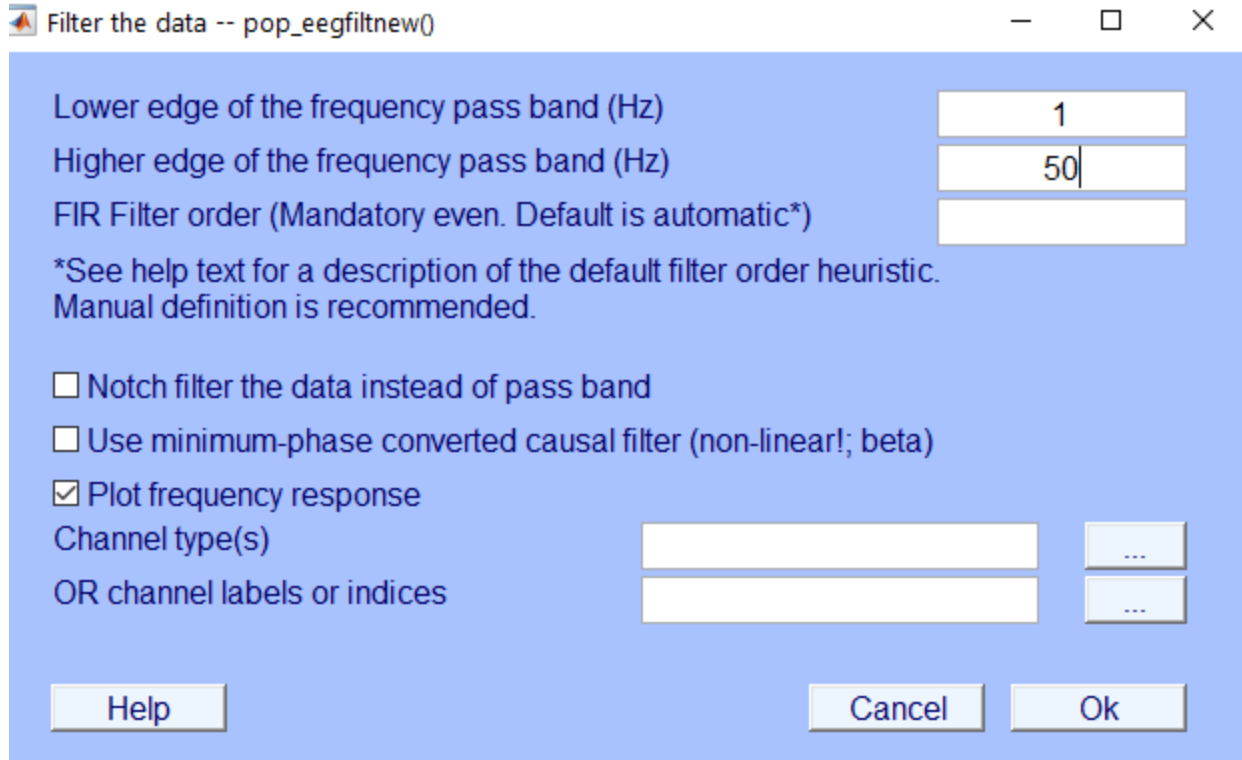 Filter the data -- pop_eegfiltnew()
Lower edge of the frequency pass band (Hz) 1
Higher edge of the frequency pass band (Hz) 50
FIR Filter order (Mandatory even. Default is automatic*)
*See help text for a description of the default filter order heuristic.
Manual definition is recommended.
Notch filter the data instead of pass band
Use minimum-phase converted causal filter (non-linear!; beta)
Plot frequency response
Channel type(s) ...
OR channel labels or indices ...
Help Cancel Ok